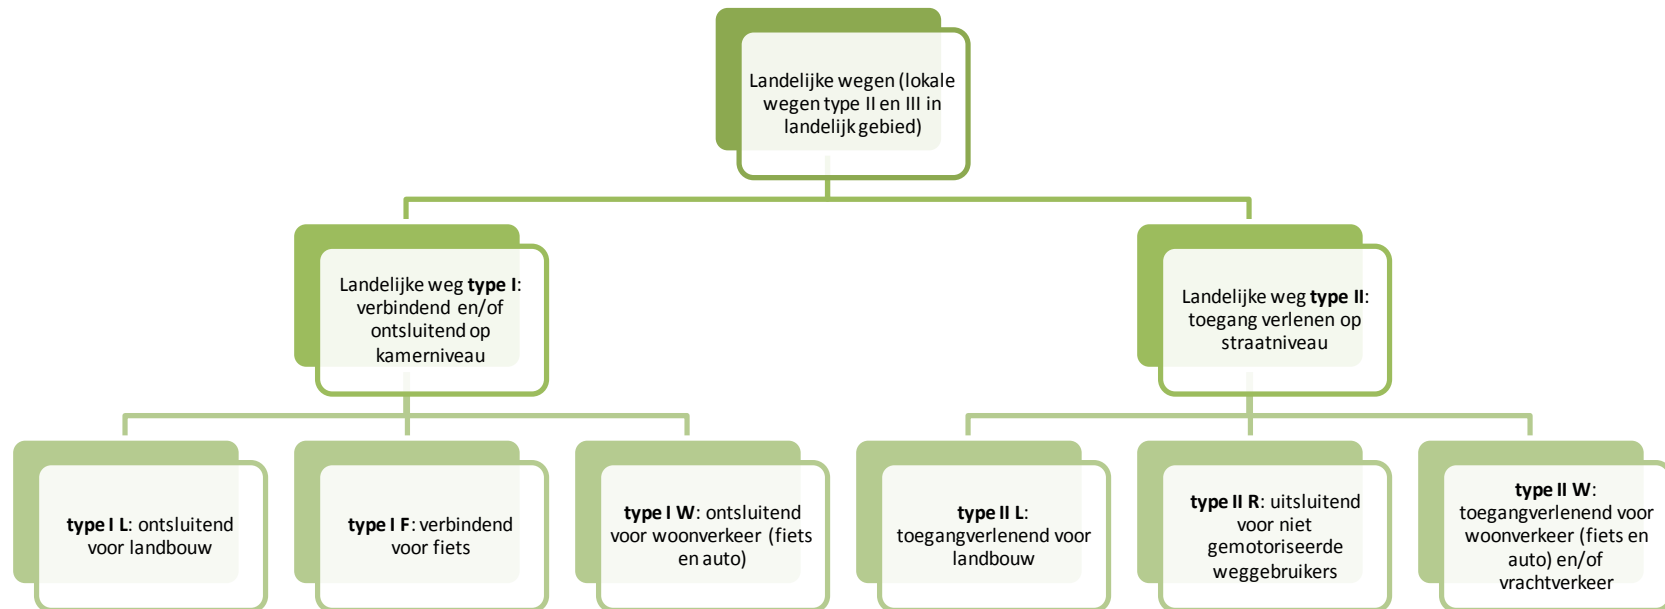 Landelijke wegen (lokale
wegen type II en III in
landelijk gebied)
Landelijke weg type I:
verbindend en/of
ontsluitend op
kamerniveau
Landelijke weg type II:
toegang verlenen op
straatniveau
type I L: ontsluitend
voor landbouw
type I F: verbindend
voor fiets
type I W: ontsluitend
voor woonverkeer (fiets
en auto)
type II L:
toegangverlenend voor
landbouw
type II R: uitsluitend
voor niet
gemotoriseerde
weggebruikers
type II W:
toegangverlenend voor
woonverkeer (fiets en
auto) en/of
vrachtverkeer